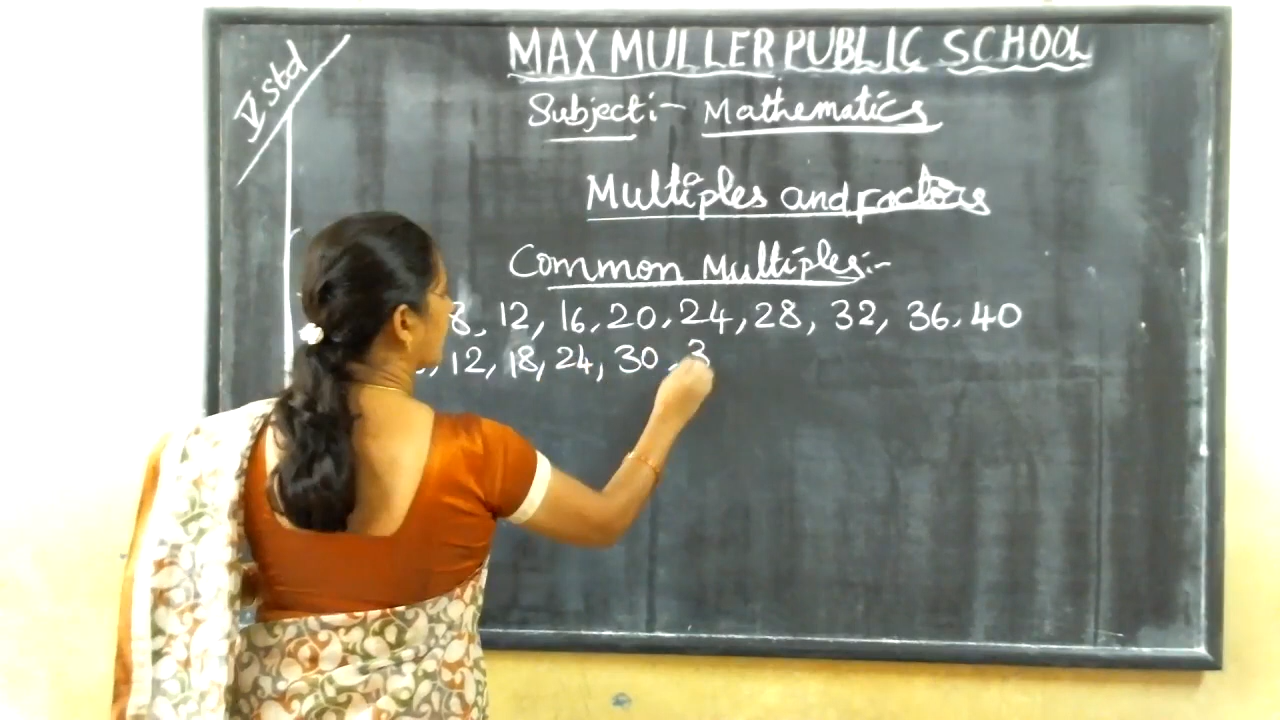 V std
MAX MULLER PUBLIC SCHOOL
Subject:- Mathematics
Multiples and factors
Common Multiples:-
8, 12, 16, 20, 24, 28, 32, 36, 40
, 12, 18, 24, 30, 3